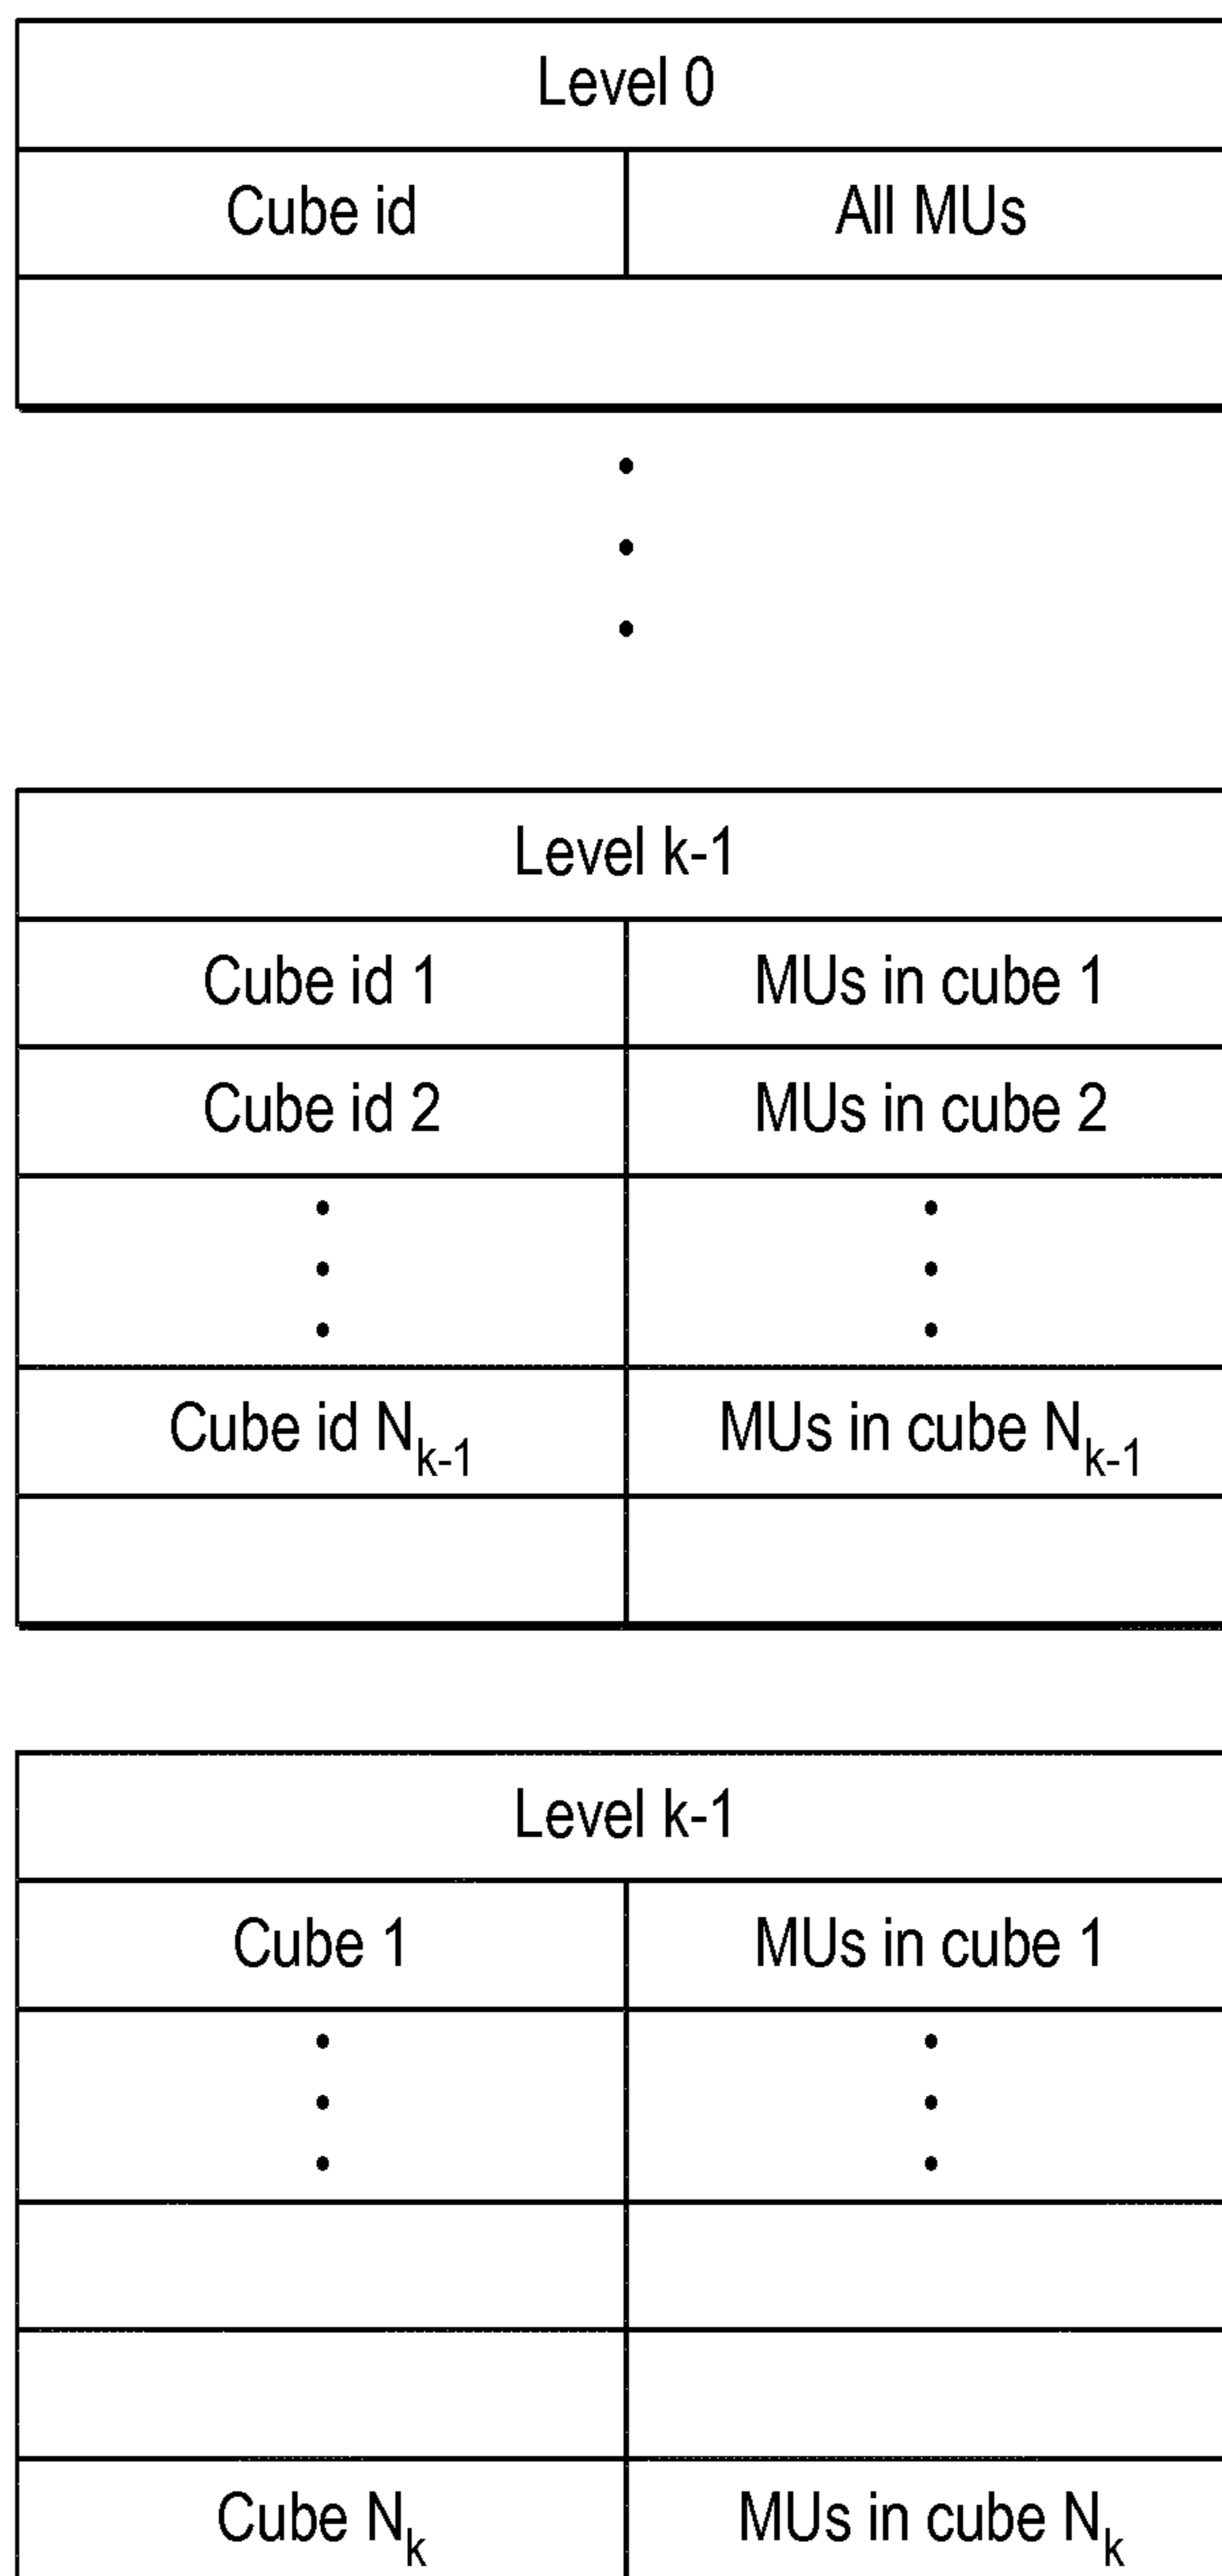 Level 0
Cube id All MUs
Level k-1
Cube id 1 MUs in cube 1
Cube id 2 MUs in cube 2
Cube id N_{k-1} MUs in cube N_{k-1}
Level k-1
Cube 1 MUs in cube 1
Cube N_k MUs in cube N_k